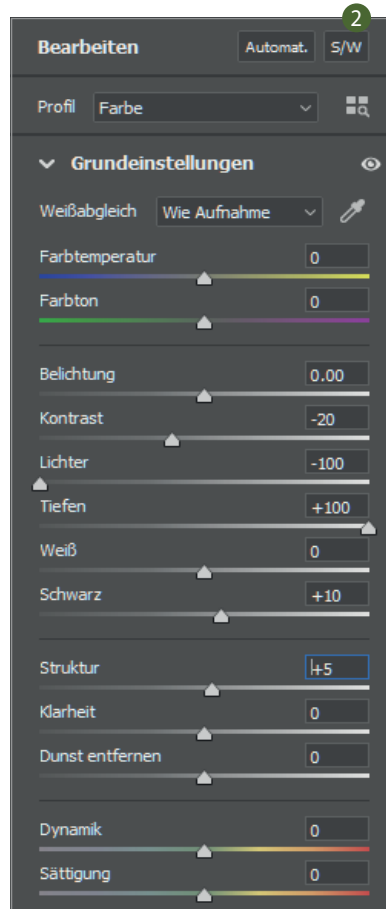 2
Bearbeiten Automat. S/W
Profil Farbe
Grundeinstellungen
Weißabgleich Wie Aufnahme
Farbtemperatur 0
Farbton 0
Belichtung 0.00
Kontrast -20
Lichter -100
Tiefen +100
Weiß 0
Schwarz +10
Struktur +5
Klarheit 0
Dunst entfernen 0
Dynamik 0
Sättigung 0